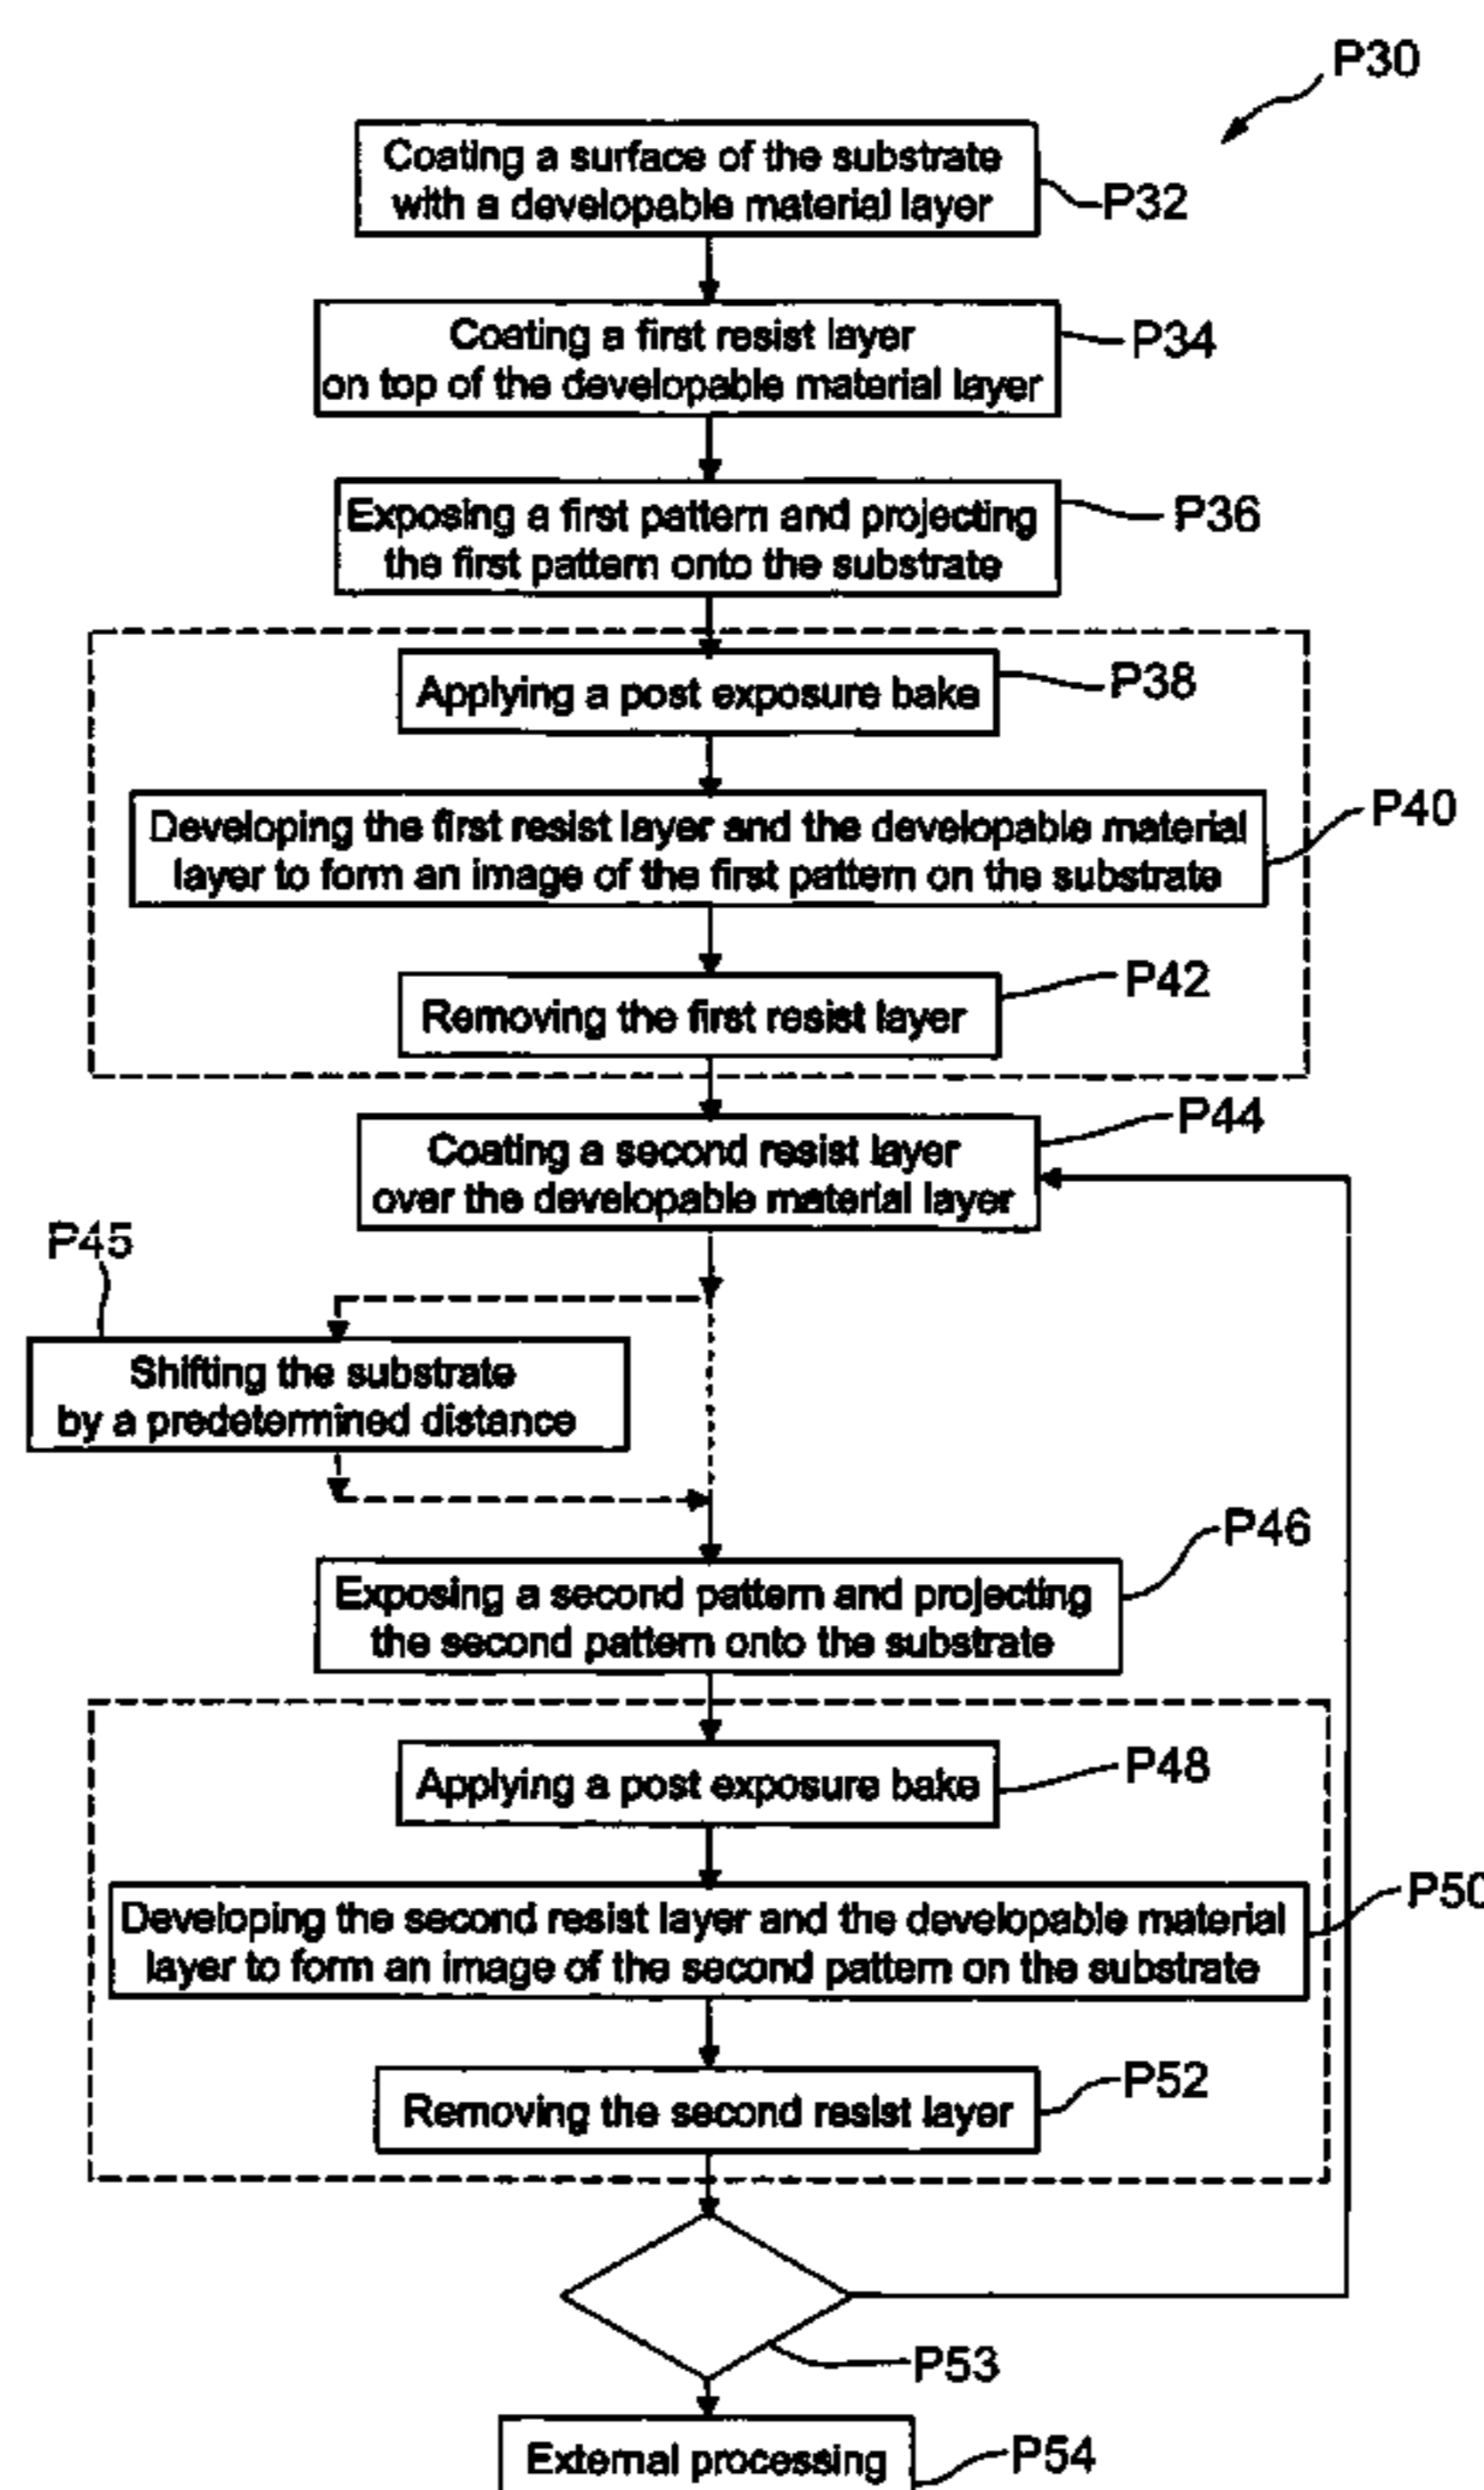 P30
Coating a surface of the substrate
with a developable material layer
P32
Coating a first resist layer
on top of the developable material layer
P34
Exposing a first pattern and projecting
the first pattern onto the substrate
P36
Applying a post exposure bake
P38
Developing the first resist layer and the developable material
layer to form an image of the first pattern on the substrate
P40
Removing the first resist layer
P42
Coating a second resist layer
over the developable material layer
P44
P45
Shifting the substrate
by a predetermined distance
Exposing a second pattern and projecting
the second pattern onto the substrate
P46
Applying a post exposure bake
P48
Developing the second resist layer and the developable material
layer to form an image of the second pattern on the substrate
P50
Removing the second resist layer
P52
P53
External processing
P54